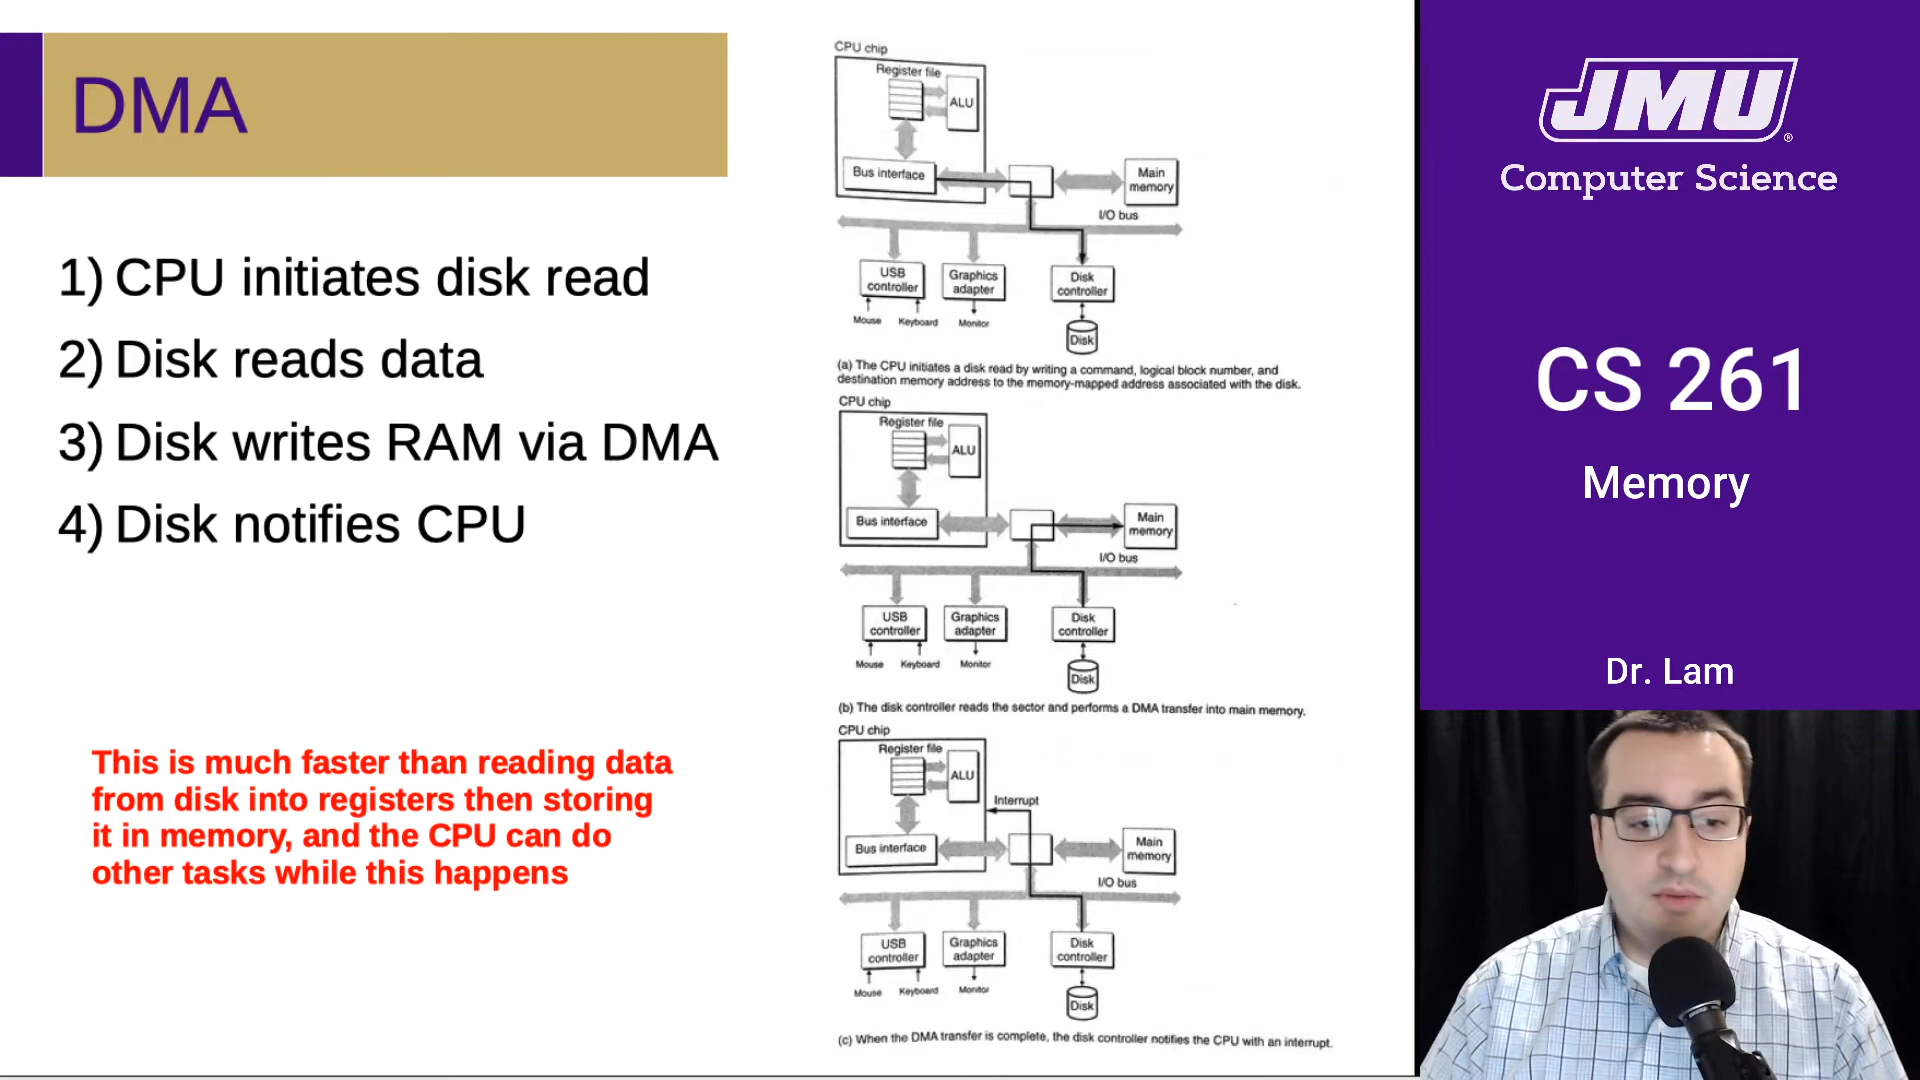 DMA
1) CPU initiates disk read
2) Disk reads data
3) Disk writes RAM via DMA
4) Disk notifies CPU
This is much faster than reading data
from disk into registers then storing
it in memory, and the CPU can do
other tasks while this happens
CPU chip
Register file
ALU
Bus interface
Main
memory
I/O bus
USB
controller
Graphics
adapter
Disk
controller
Mouse
Keyboard
Monitor
Disk
(a) The CPU initiates a disk read by writing a command, logical block number, and
destination memory address to the memory-mapped address associated with the disk.
CPU chip
Register file
ALU
Bus interface
Main
memory
I/O bus
USB
controller
Graphics
adapter
Disk
controller
Mouse
Keyboard
Monitor
Disk
(b) The disk controller reads the sector and performs a DMA transfer into main memory.
CPU chip
Register file
ALU
Interrupt
Bus interface
Main
memory
I/O bus
USB
controller
Graphics
adapter
Disk
controller
Mouse
Keyboard
Monitor
Disk
(c) When the DMA transfer is complete, the disk controller notifies the CPU with an interrupt.
JMU®
Computer Science
CS 261
Memory
Dr. Lam